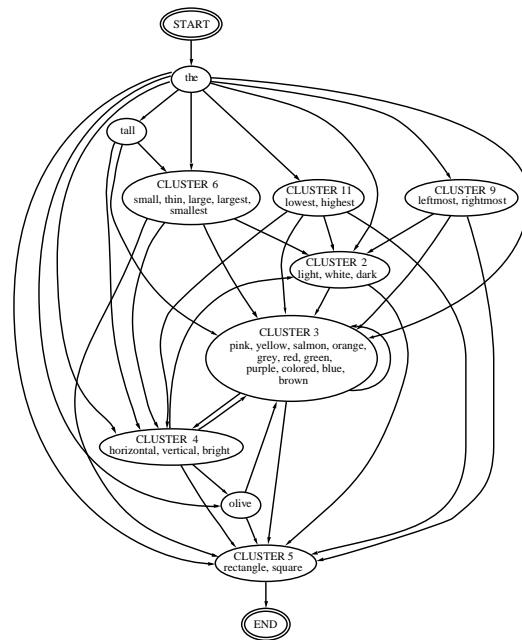 START
the
tall
CLUSTER 6
small, thin, large, largest,
smallest
CLUSTER 11
lowest, highest
CLUSTER 9
leftmost, rightmost
CLUSTER 2
light, white, dark
CLUSTER 3
pink, yellow, salmon, orange,
grey, red, green,
purple, colored, blue,
brown
CLUSTER 4
horizontal, vertical, bright
olive
CLUSTER 5
rectangle, square
END